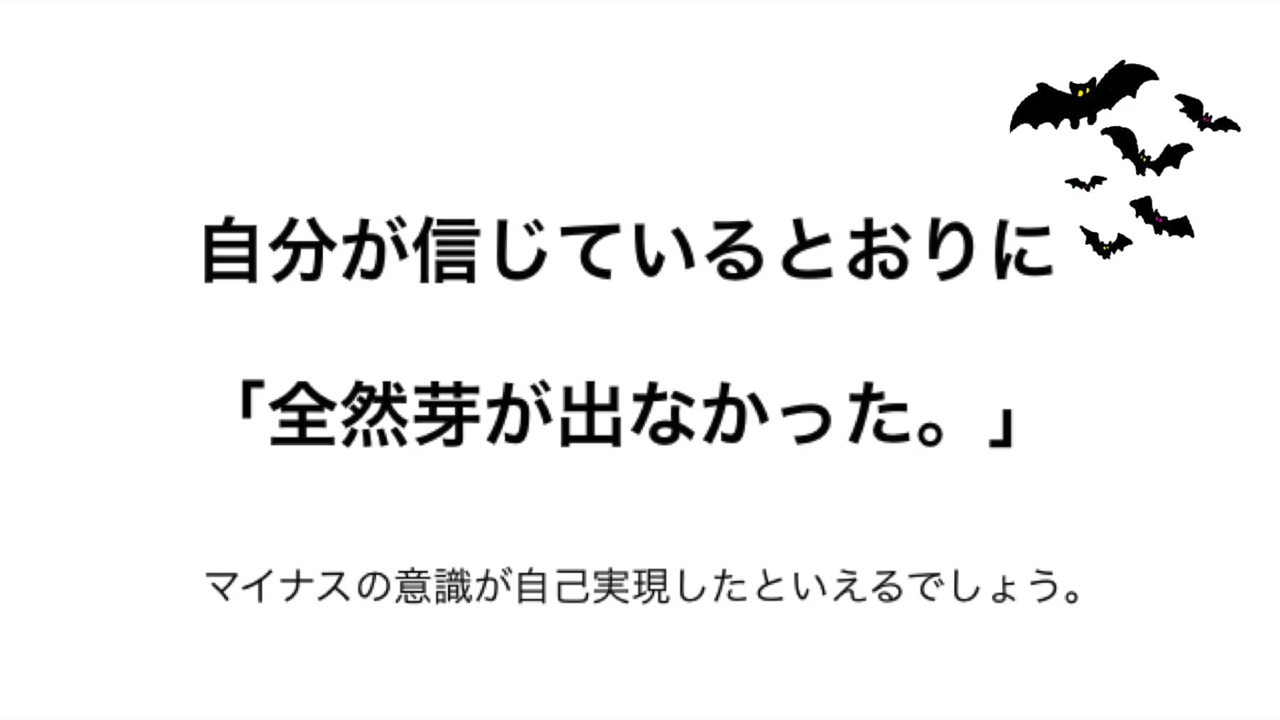 自分が信じているとおりに
「全然芽が出なかった。」
マイナスの意識が自己実現したといえるでしょう。